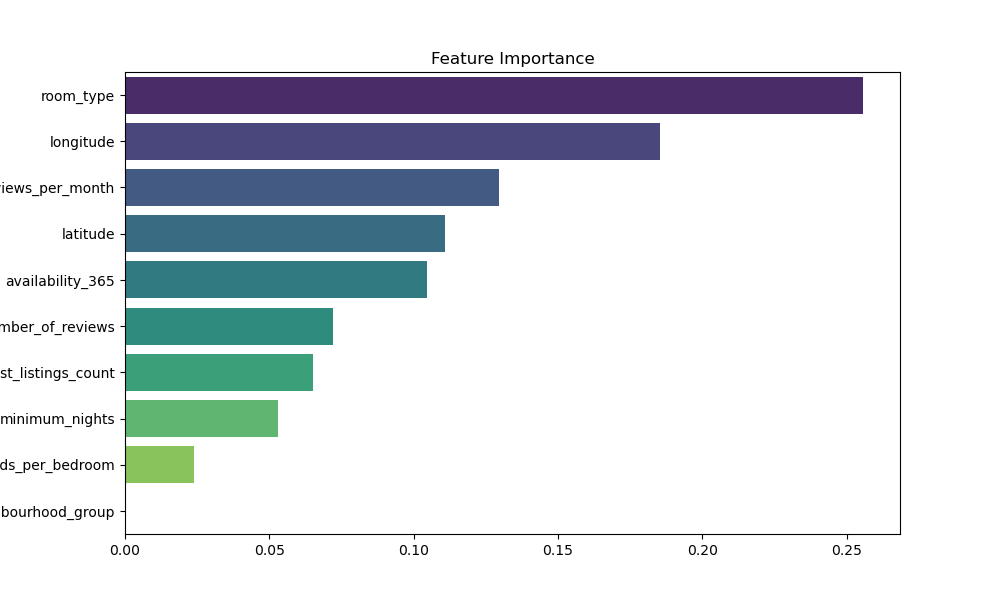 Feature Importance
room_type
longitude
views_per_month
latitude
availability_365
mber_of_reviews
st_listings_count
minimum_nights
ds_per_bedroom
bourhood_group
0.00 0.05 0.10 0.15 0.20 0.25